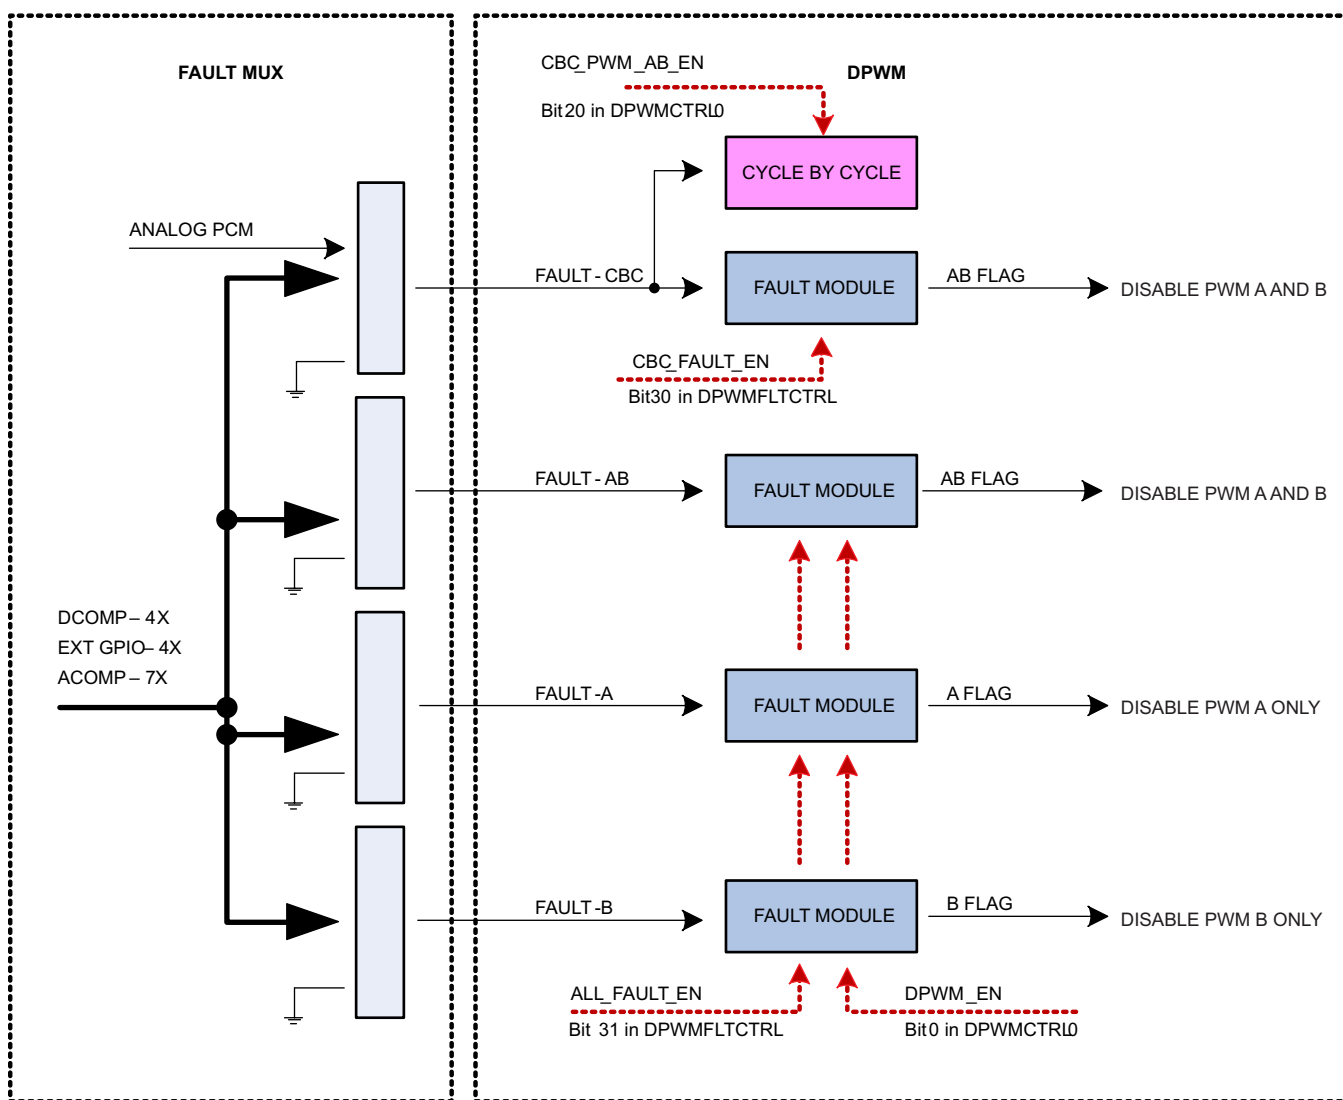 FAULT MUX
DPWM
CBC_PWM_AB_EN
Bit20 in DPWMCTRL0
CYCLE BY CYCLE
ANALOG PCM
FAULT - CBC
FAULT MODULE
AB FLAG
DISABLE PWM A AND B
CBC_FAULT_EN
Bit30 in DPWMFLTCTRL
FAULT - AB
FAULT MODULE
AB FLAG
DISABLE PWM A AND B
DCOMP – 4X
EXT GPIO – 4X
ACOMP – 7X
FAULT -A
FAULT MODULE
A FLAG
DISABLE PWM A ONLY
FAULT -B
FAULT MODULE
B FLAG
DISABLE PWM B ONLY
ALL_FAULT_EN
Bit 31 in DPWMFLTCTRL
DPWM_EN
Bit0 in DPWMCTRL0